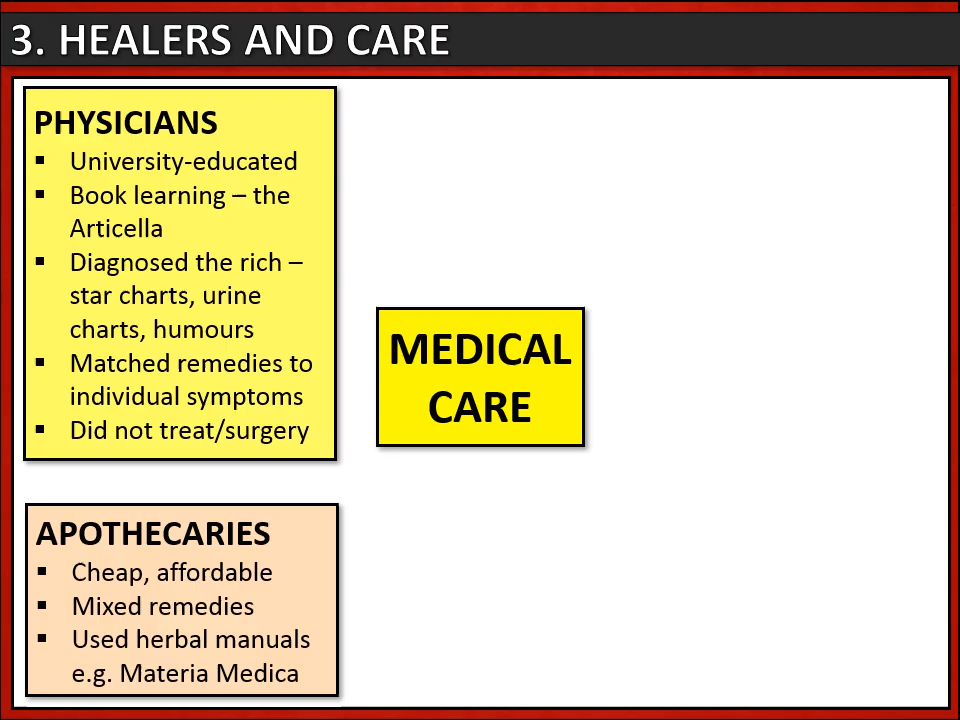 3. HEALERS AND CARE
PHYSICIANS
▪ University-educated
▪ Book learning – the
Articella
▪ Diagnosed the rich –
star charts, urine
charts, humours
▪ Matched remedies to
individual symptoms
▪ Did not treat/surgery
MEDICAL
CARE
APOTHECARIES
▪ Cheap, affordable
▪ Mixed remedies
▪ Used herbal manuals
e.g. Materia Medica